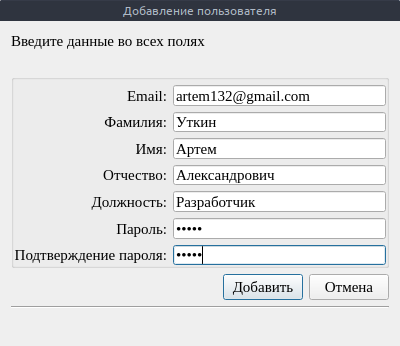 Добавление пользователя
Введите данные во всех полях
Email: artem132@gmail.com
Фамилия: Уткин
Имя: Артем
Отчество: Александрович
Должность: Разработчик
Пароль: •••••
Подтверждение пароля: •••••
Добавить Отмена